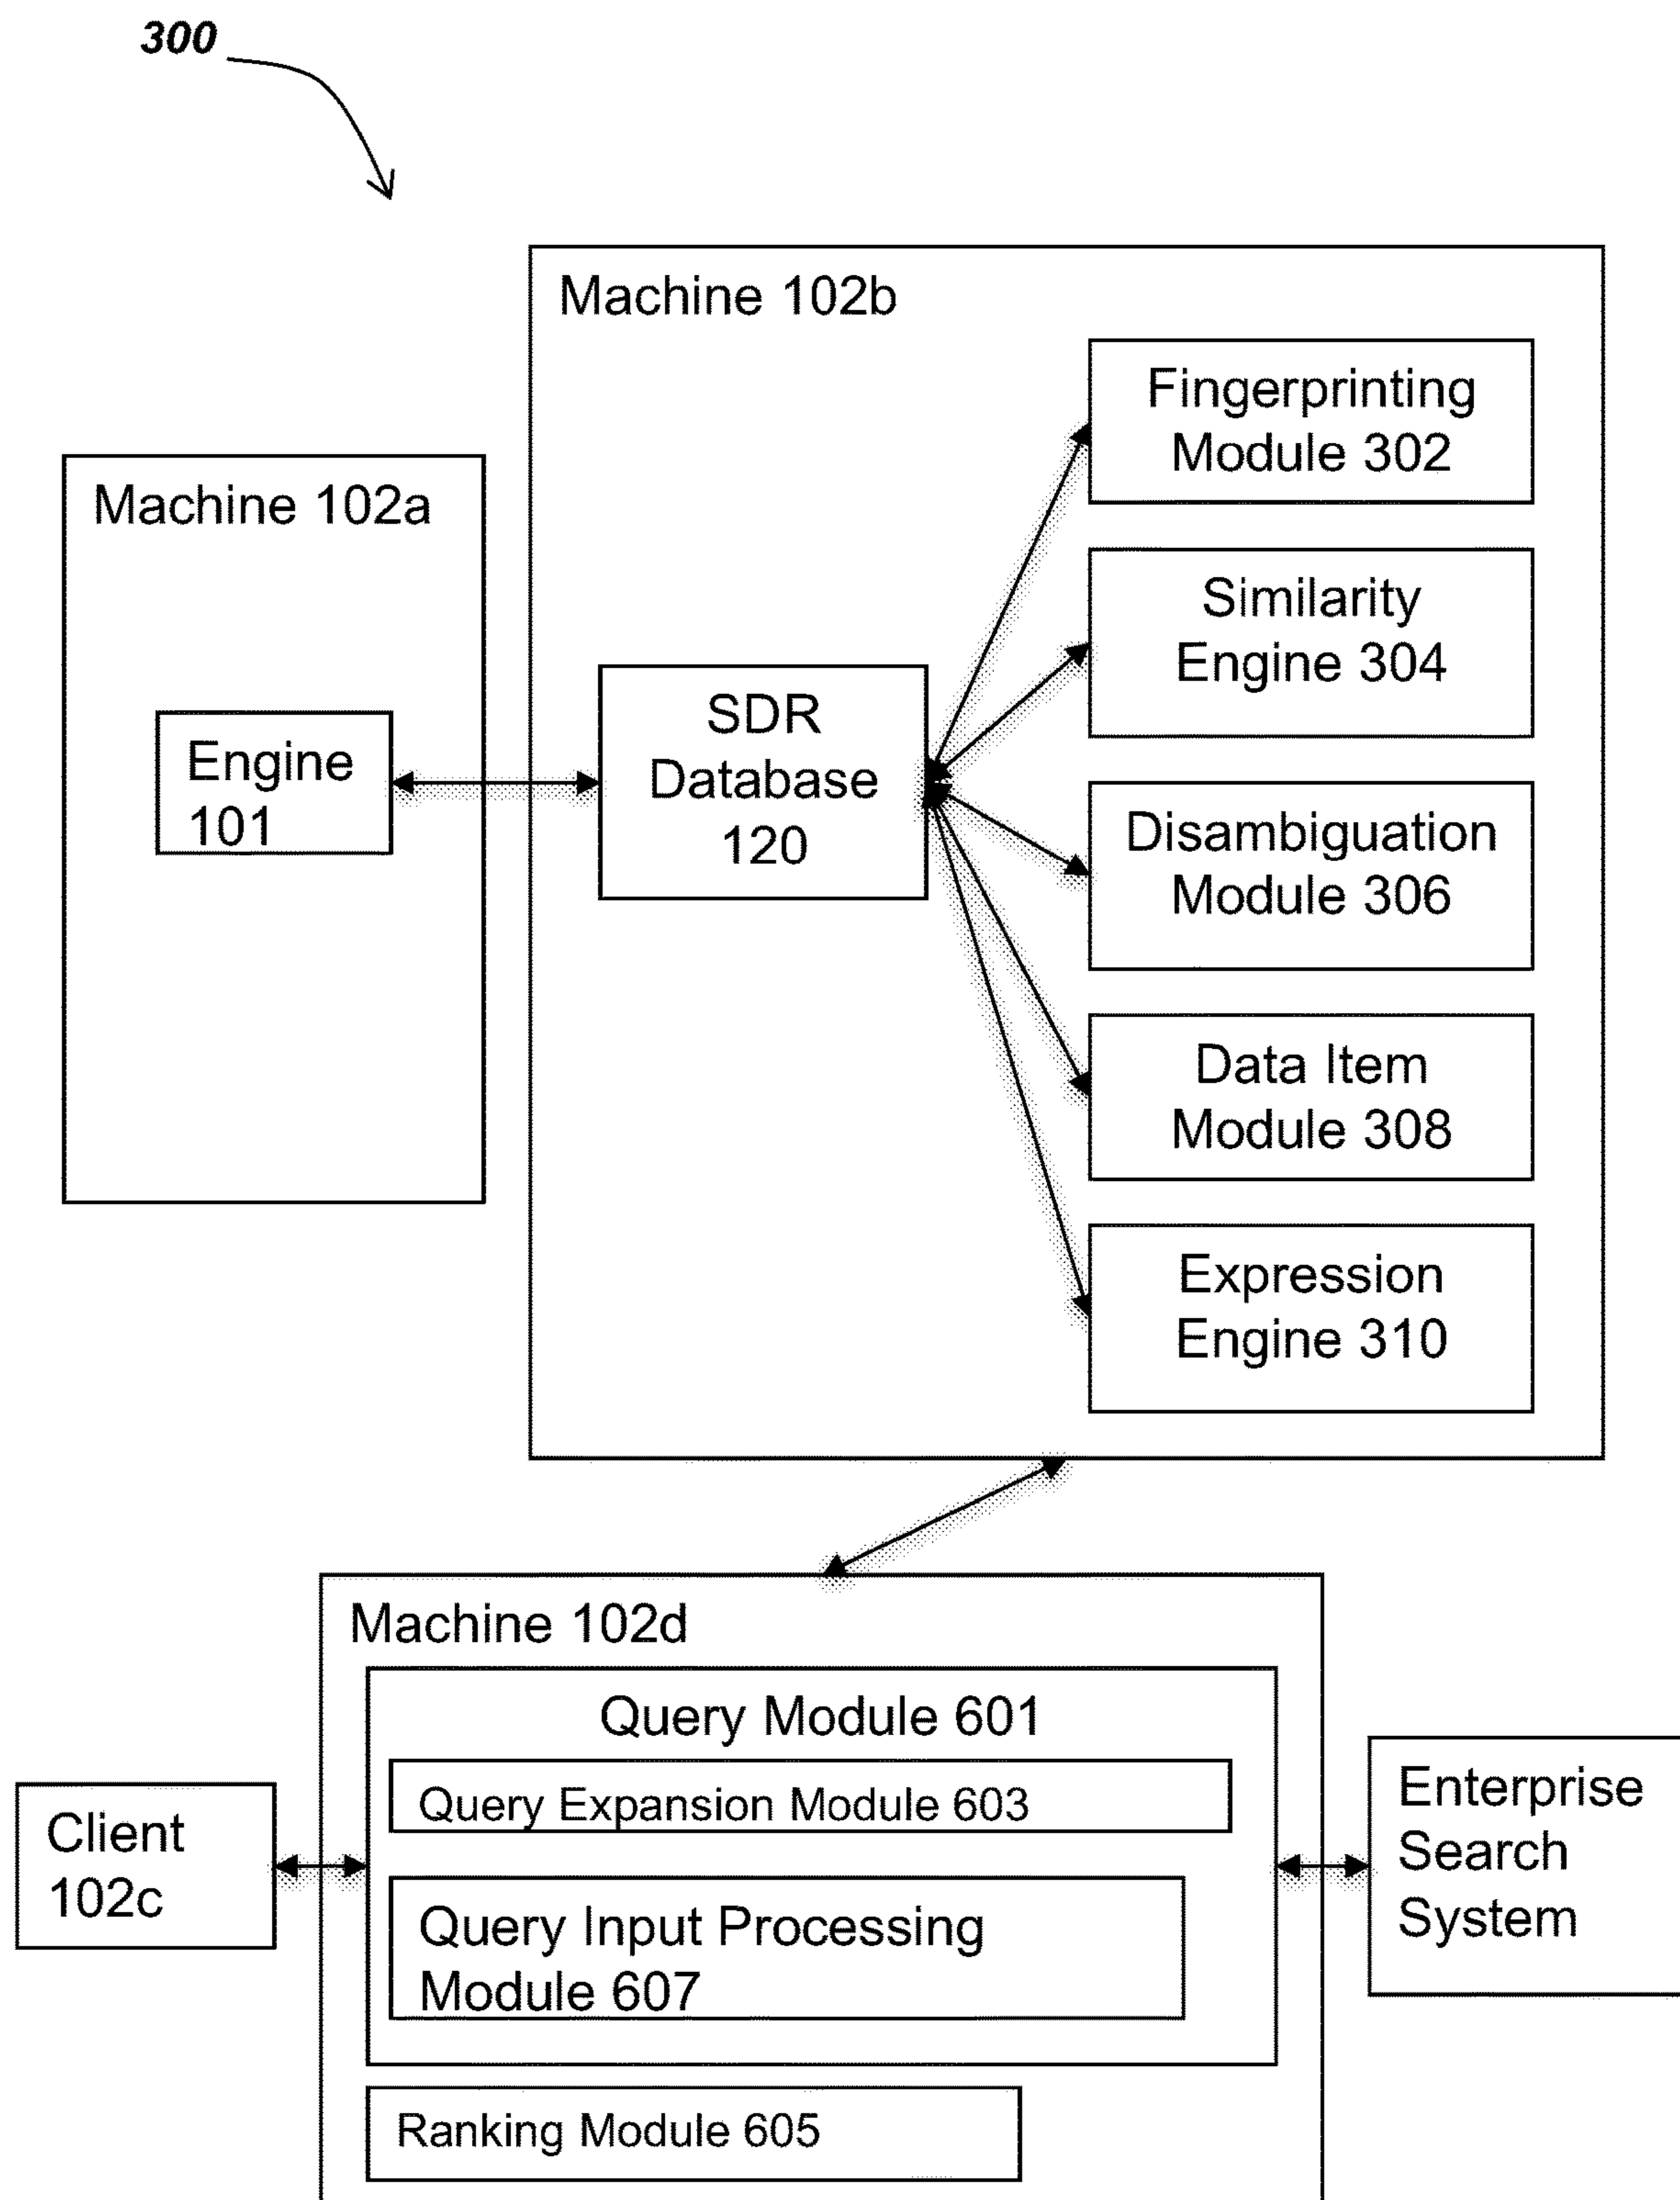 300
Machine 102b
Fingerprinting
Module 302
Machine 102a
Similarity
Engine 304
SDR
Database
120
Engine
101
Disambiguation
Module 306
Data Item
Module 308
Expression
Engine 310
Machine 102d
Query Module 601
Query Expansion Module 603
Client
102c
Query Input Processing
Module 607
Enterprise
Search
System
Ranking Module 605